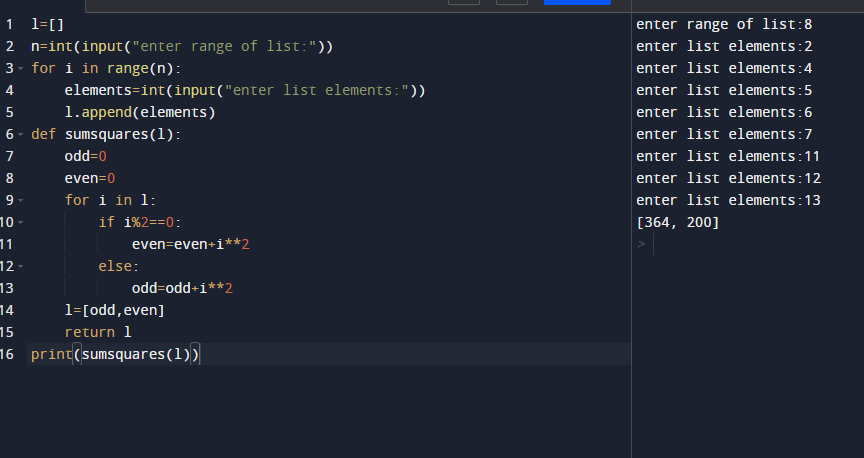 1 l=[]
2 n=int(input("enter range of list:"))
3 for i in range(n):
4     elements=int(input("enter list elements:"))
5     l.append(elements)
6 def sumsquares(l):
7     odd=0
8     even=0
9     for i in l:
10         if i%2==0:
11             even=even+i**2
12         else:
13             odd=odd+i**2
14     l=[odd,even]
15     return l
16 print(sumsquares(l))
enter range of list:8
enter list elements:2
enter list elements:4
enter list elements:5
enter list elements:6
enter list elements:7
enter list elements:11
enter list elements:12
enter list elements:13
[364, 200]
>